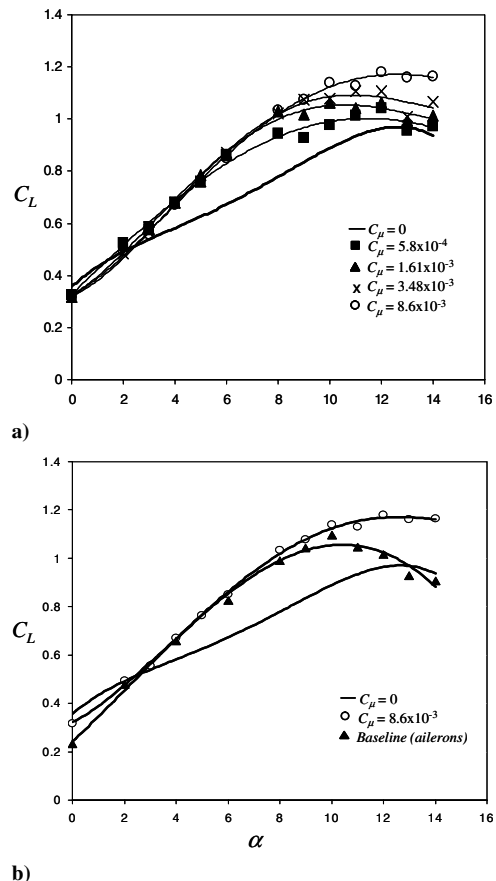 1.4
1.2
1
0.8
C_L
0.6
0.4
0.2
0
0 2 4 6 8 10 12 14 16
C_μ = 0
C_μ = 5.8x10^-4
C_μ = 1.61x10^-3
C_μ = 3.48x10^-3
C_μ = 8.6x10^-3
a)
1.4
1.2
1
0.8
C_L
0.6
0.4
0.2
0
0 2 4 6 8 10 12 14 16
C_μ = 0
C_μ = 8.6x10^-3
Baseline (ailerons)
α
b)